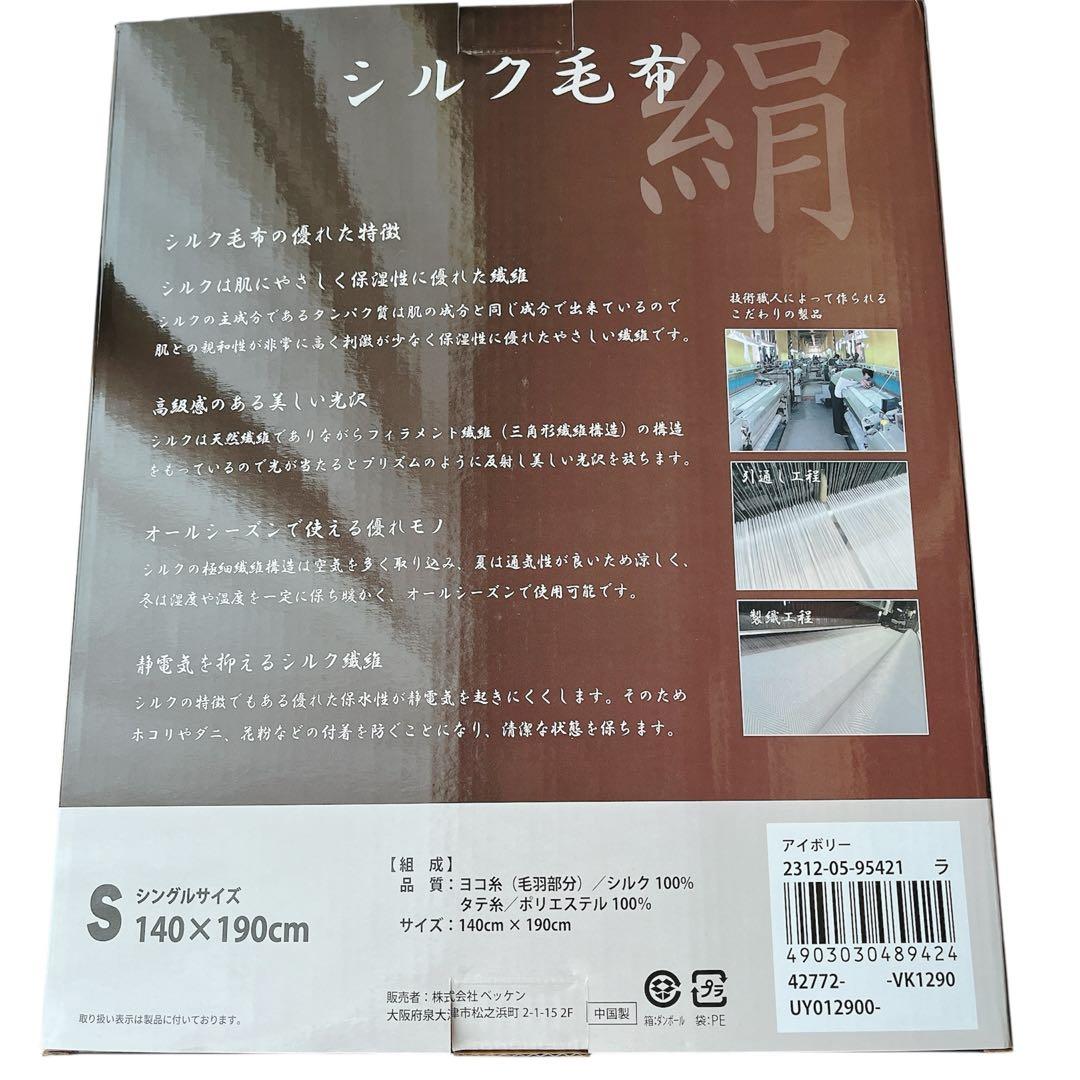 シルク毛布
絹
シルク毛布の優れた特徴
シルクは肌にやさしく保湿性に優れた繊維
シルクの主成分であるタンパク質は肌の成分と同じ成分で出来ているので
肌との親和性が非常に高く刺激が少なく保湿性に優れたやさしい繊維です。
高級感のある美しい光沢
シルクは天然繊維でありながらフィラメント繊維（三角形繊維構造）の構造
をもっているので光が当たるとプリズムのように反射し美しい光沢を放ちます。
オールシーズンで使える優れモノ
シルクの極細繊維構造は空気を多く取り込み、夏は通気性が良いため涼しく、
冬は湿度や温度を一定に保ち暖かく、オールシーズンで使用可能です。
静電気を抑えるシルク繊維
シルクの特徴でもある優れた保水性が静電気を起きにくくします。そのため
ホコリやダニ、花粉などの付着を防ぐことになり、清潔な状態を保ちます。
技術職人によって作られる
こだわりの製品
引通し工程
製織工程
S シングルサイズ
140×190cm
【組 成】
品 質：ヨコ糸（毛羽部分）／シルク 100%
タテ糸／ポリエステル 100%
サイズ：140cm × 190cm
取り扱い表示は製品に付いております。
販売者：株式会社 ベッケン
大阪府泉大津市松之浜町 2-1-15 2F
中国製
プラ
箱:ダンボール 袋:PE
アイボリー
2312-05-95421 ラ
4903030489424
42772- -VK1290
UY012900-